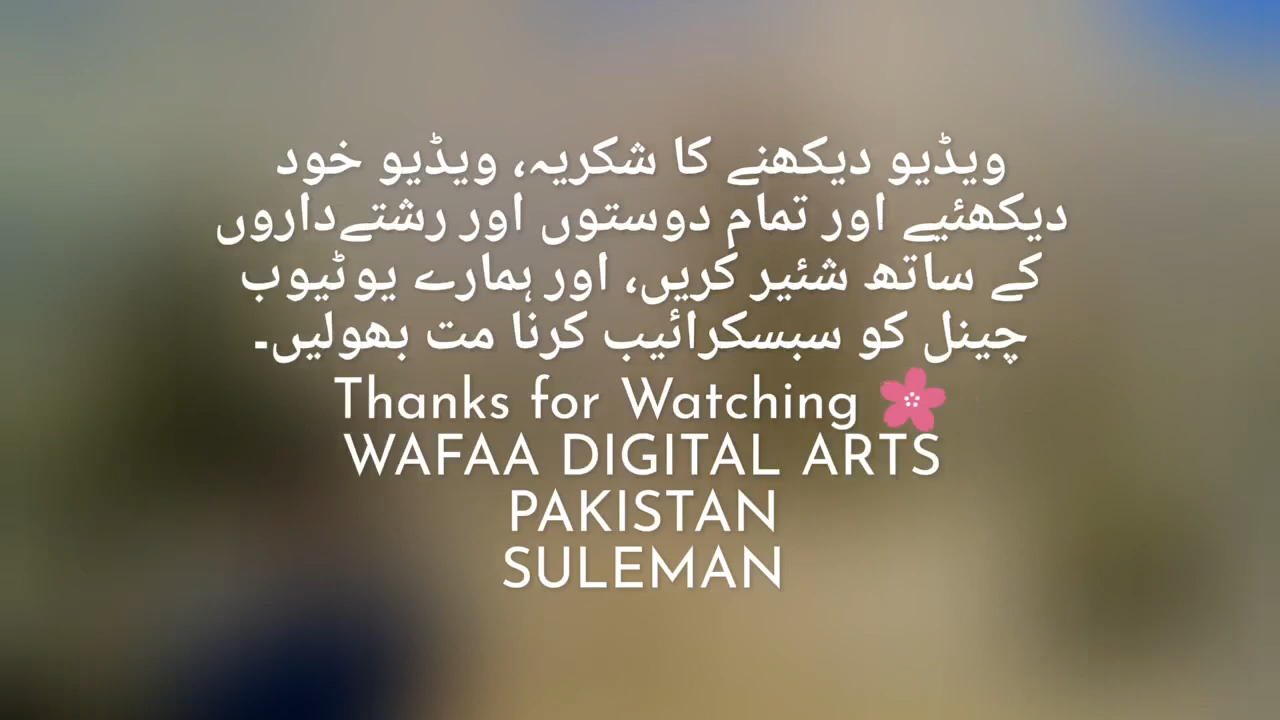 ویڈیو دیکھنے کا شکریہ، ویڈیو خود
دیکھئیے اور تمام دوستوں اور رشتےداروں
کے ساتھ شئیر کریں، اور ہمارے یوٹیوب
چینل کو سبسکرائیب کرنا مت بھولیں۔
Thanks for Watching 🌸
WAFAA DIGITAL ARTS
PAKISTAN
SULEMAN